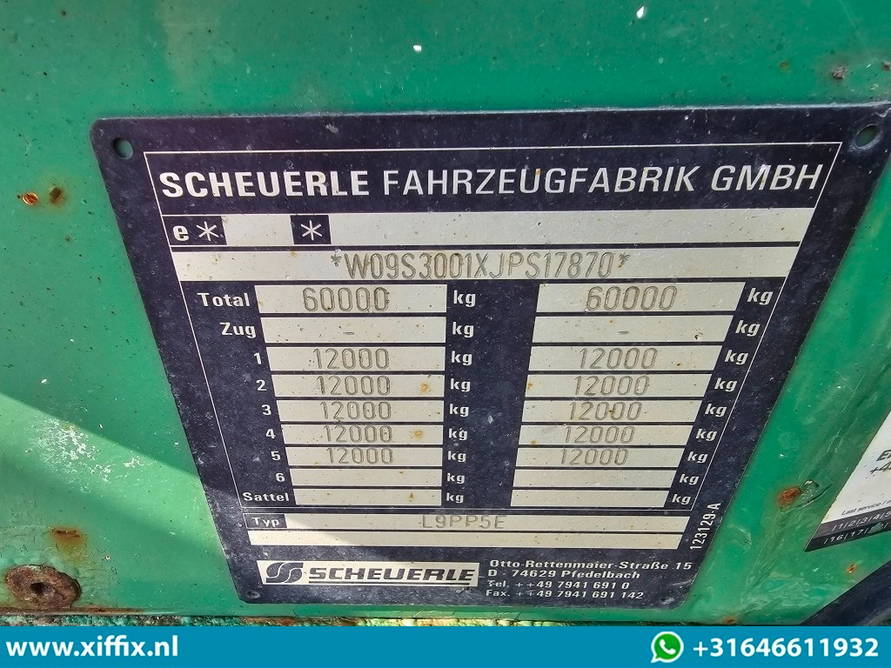 SCHEUERLE FAHRZEUGFABRIK GMBH
e* *
*W09S3001XJPS17870*
Total 60000 kg 60000 kg
Zug - kg - kg
1 12000 kg 12000 kg
2 12000 kg 12000 kg
3 12000 kg 12000 kg
4 12000 kg 12000 kg
5 12000 kg 12000 kg
6 kg kg
Sattel kg kg
Typ L9PP5E
123129-A
SCHEUERLE
Otto-Rettenmaier-Straße 15
D - 74629 Pfedelbach
Tel. ++49 7941 691 0
Fax. ++49 7941 691 142
Last service
www.xiffix.nl
+31646611932